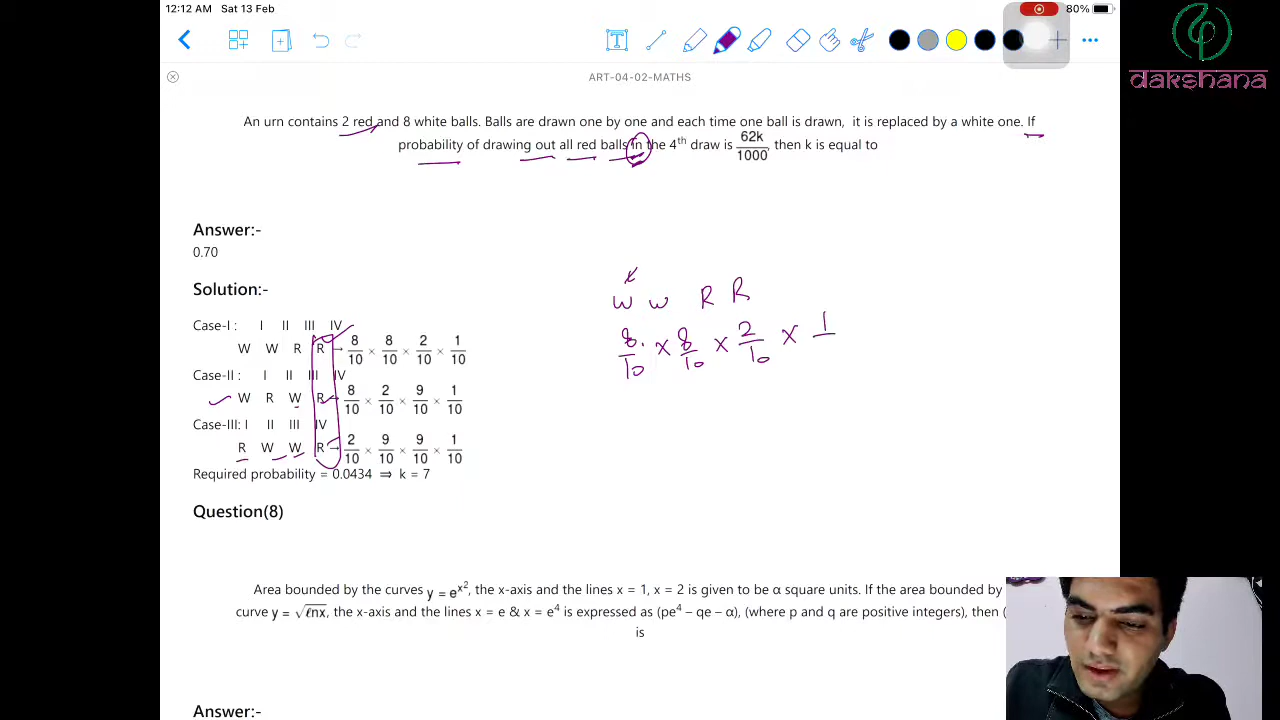 12:12 AM Sat 13 Feb
80%
dakshana
ART-04-02-MATHS
An urn contains 2 red and 8 white balls. Balls are drawn one by one and each time one ball is drawn, it is replaced by a white one. If
probability of drawing out all red balls in the 4th draw is 62k/1000, then k is equal to
Answer:-
0.70
Solution:-
Case-I : I II III IV
W W R R → 8/10 × 8/10 × 2/10 × 1/10
Case-II : I II III IV
W R W R → 8/10 × 2/10 × 9/10 × 1/10
Case-III: I II III IV
R W W R → 2/10 × 9/10 × 9/10 × 1/10
Required probability = 0.0434 ⇒ k = 7
W W R R
8/10 × 8/10 × 2/10 × 1
Question(8)
Area bounded by the curves y = e^x², the x-axis and the lines x = 1, x = 2 is given to be α square units. If the area bounded by
curve y = √ℓnx, the x-axis and the lines x = e & x = e⁴ is expressed as (pe⁴ – qe – α), (where p and q are positive integers), then (
is
Answer:-